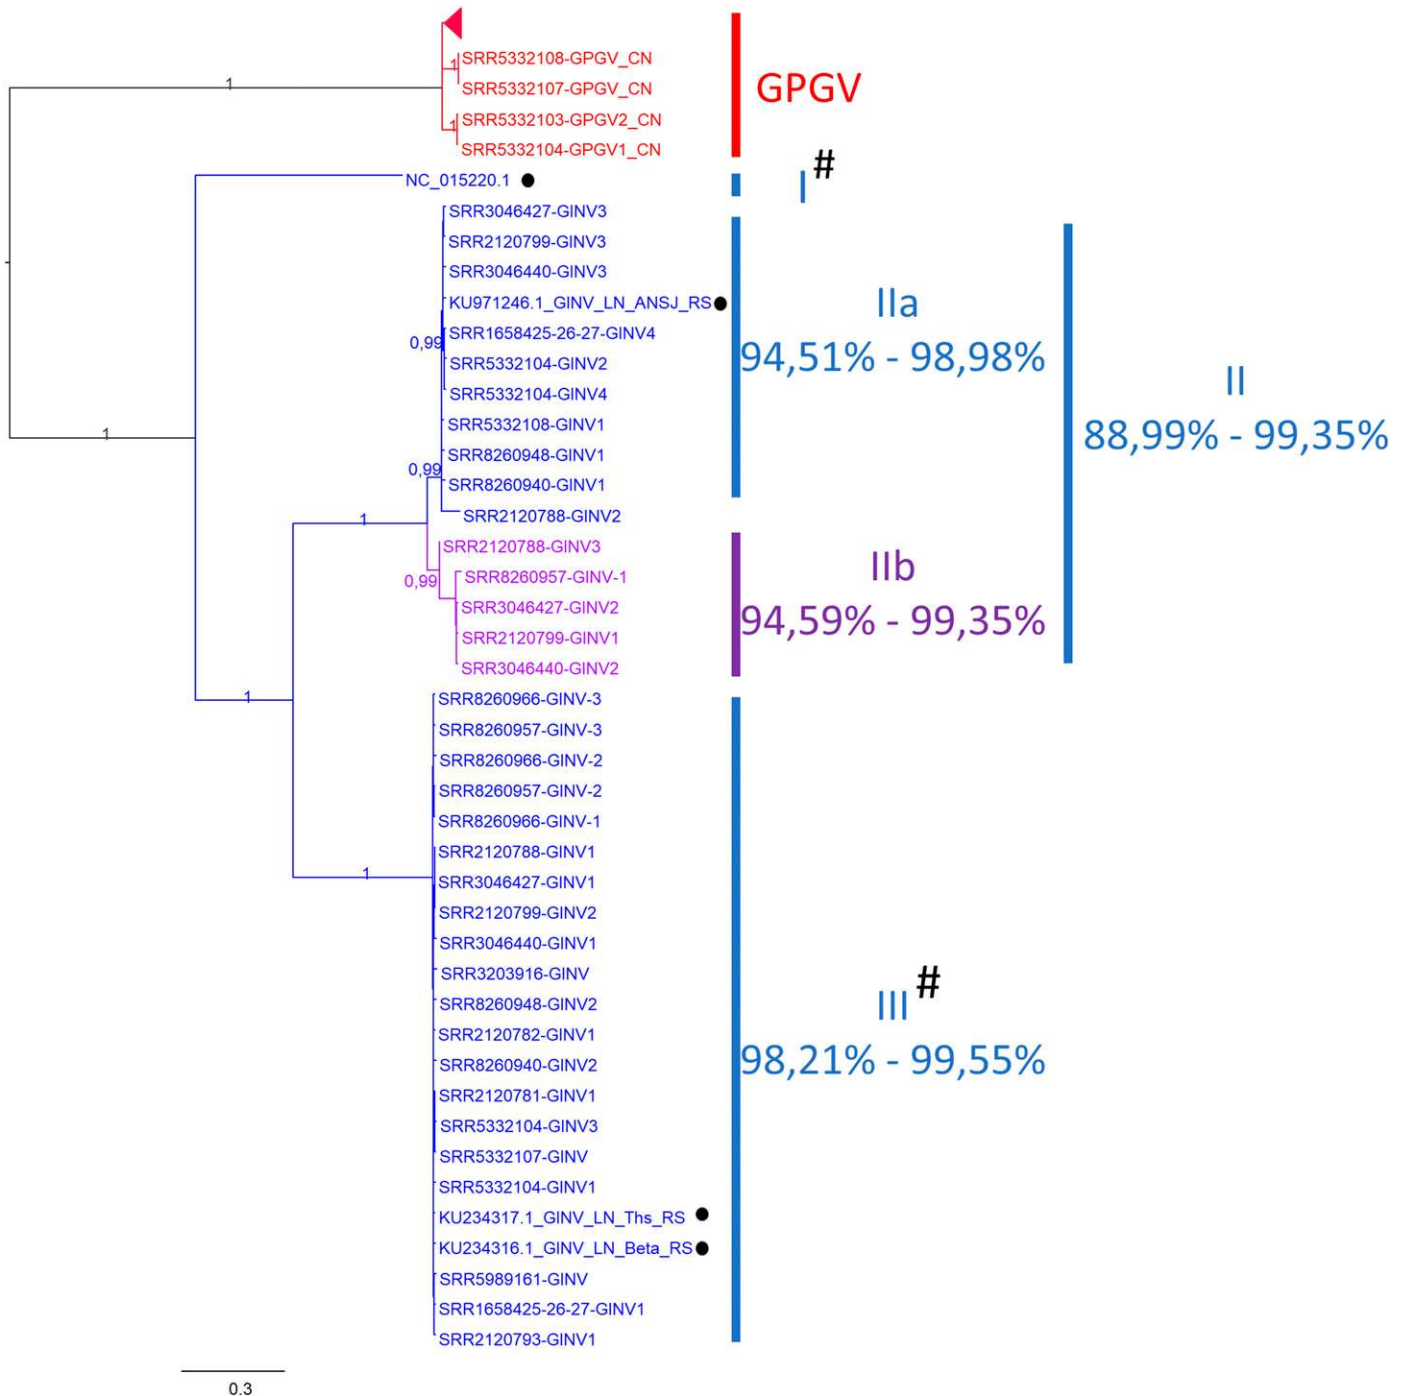 SRR5332108-GPGV_CN
1
SRR5332107-GPGV_CN
1
GPGV
SRR5332103-GPGV2_CN
1
SRR5332104-GPGV1_CN
NC_015220.1
I #
SRR3046427-GINV3
SRR2120799-GINV3
SRR3046440-GINV3
KU971246.1_GINV_LN_ANSJ_RS
IIa
SRR1658425-26-27-GINV4
0,99
94,51% - 98,98%
SRR5332104-GINV2
II
SRR5332104-GINV4
SRR5332108-GINV1
88,99% - 99,35%
1
SRR8260948-GINV1
0,99
SRR8260940-GINV1
SRR2120788-GINV2
1
SRR2120788-GINV3
IIb
SRR8260957-GINV-1
0,99
SRR3046427-GINV2
94,59% - 99,35%
SRR2120799-GINV1
SRR3046440-GINV2
SRR8260966-GINV-3
1
SRR8260957-GINV-3
SRR8260966-GINV-2
SRR8260957-GINV-2
SRR8260966-GINV-1
SRR2120788-GINV1
1
SRR3046427-GINV1
SRR2120799-GINV2
SRR3046440-GINV1
SRR3203916-GINV
III #
SRR8260948-GINV2
SRR2120782-GINV1
98,21% - 99,55%
SRR8260940-GINV2
SRR2120781-GINV1
SRR5332104-GINV3
SRR5332107-GINV
SRR5332104-GINV1
KU234317.1_GINV_LN_Ths_RS
KU234316.1_GINV_LN_Beta_RS
SRR5989161-GINV
SRR1658425-26-27-GINV1
SRR2120793-GINV1
0.3